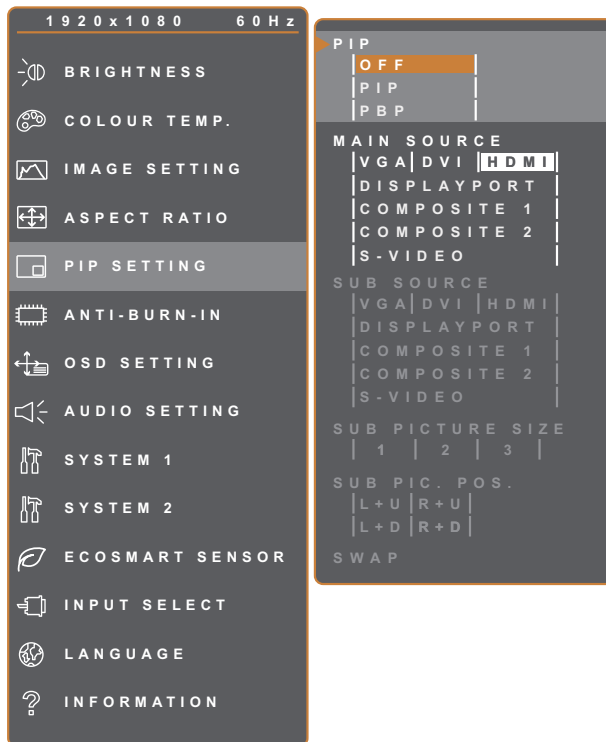 1920x1080 60Hz
BRIGHTNESS
COLOUR TEMP.
IMAGE SETTING
ASPECT RATIO
PIP SETTING
ANTI-BURN-IN
OSD SETTING
AUDIO SETTING
SYSTEM 1
SYSTEM 2
ECOSMART SENSOR
INPUT SELECT
LANGUAGE
INFORMATION
PIP
OFF
PIP
PBP
MAIN SOURCE
VGA DVI HDMI
DISPLAYPORT
COMPOSITE 1
COMPOSITE 2
S-VIDEO
SUB SOURCE
VGA DVI HDMI
DISPLAYPORT
COMPOSITE 1
COMPOSITE 2
S-VIDEO
SUB PICTURE SIZE
1 2 3
SUB PIC. POS.
L+U R+U
L+D R+D
SWAP